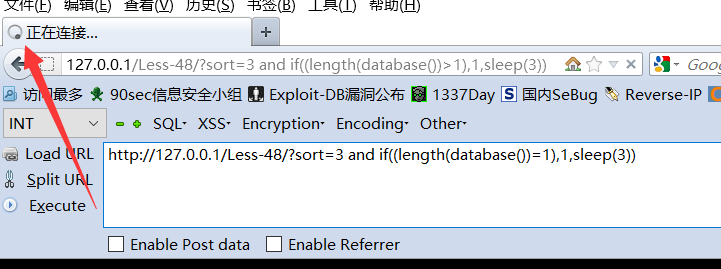 文件(F) 编辑(E) 查看(V) 历史(S) 书签(B) 工具(T) 帮助(H)
正在连接... +
127.0.0.1/Less-48/?sort=3 and if((length(database())>1),1,sleep(3)) Goo
访问最多 90sec信息安全小组 Exploit-DB漏洞公布 1337Day 国内SeBug Reverse-IP
INT SQL- XSS- Encryption- Encoding- Other-
Load URL http://127.0.0.1/Less-48/?sort=3 and if((length(database())=1),1,sleep(3))
Split URL
Execute
Enable Post data Enable Referrer